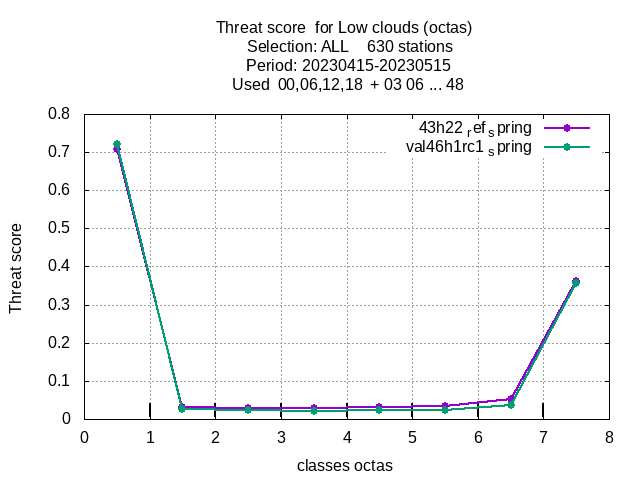 Threat score  for Low clouds (octas)
Selection: ALL    630 stations
Period: 20230415-20230515
Used  00,06,12,18  + 03 06 ... 48
43h22 ref spring
val46h1rc1 spring
0.8
0.7
0.6
0.5
0.4
0.3
0.2
0.1
0
Threat score
0 1 2 3 4 5 6 7 8
classes octas